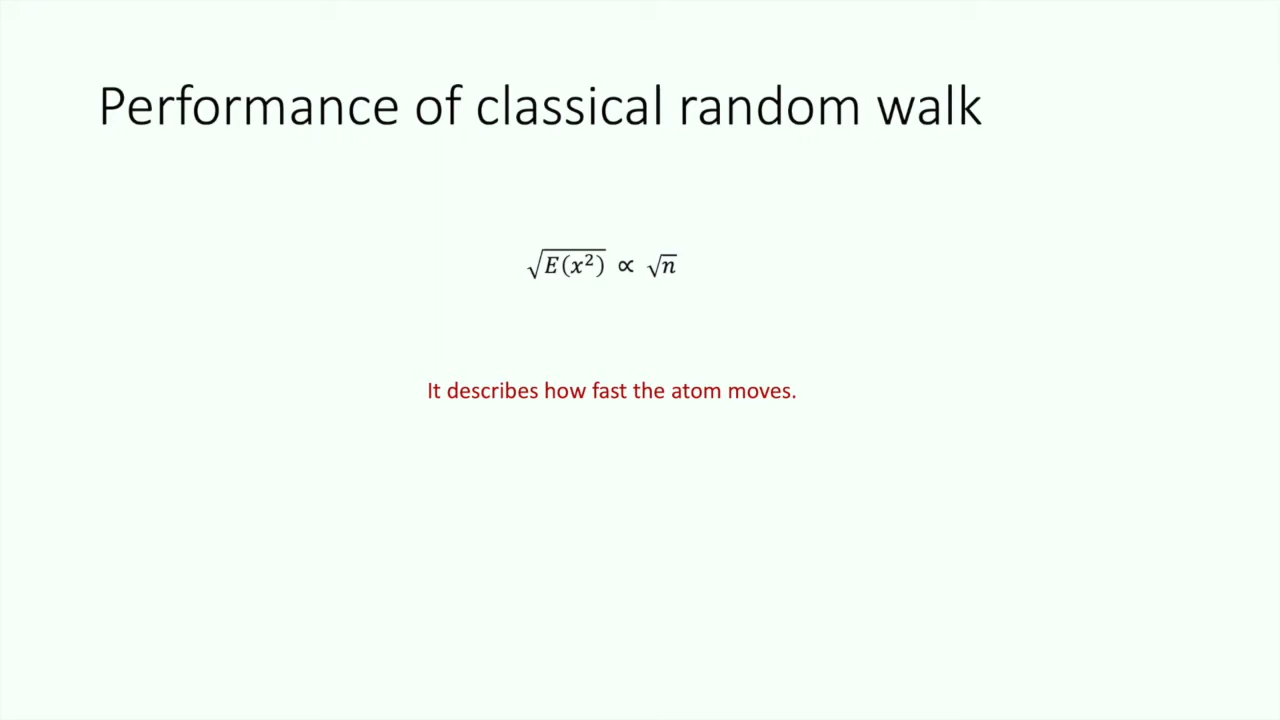 Performance of classical random walk
√E(x²) ∝ √n
It describes how fast the atom moves.